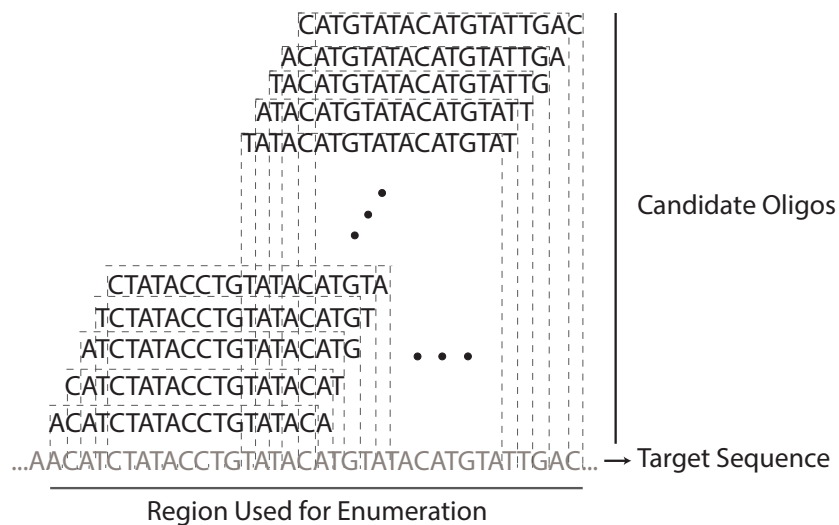 CATGTATACATGTATTGAC
ACATGTATACATGTATTGA
TACATGTATACATGTATTG
ATACATGTATACATGTATT
TATACATGTATACATGTAT
Candidate Oligos
CTATACCTGTATACATGTA
TCTATACCTGTATACATGT
ATCTATACCTGTATACATG
CATCTATACCTGTATACAT
ACATCTATACCTGTATACA
...AACATCTATACCTGTATACATGTATACATGTATTGAC... → Target Sequence
Region Used for Enumeration